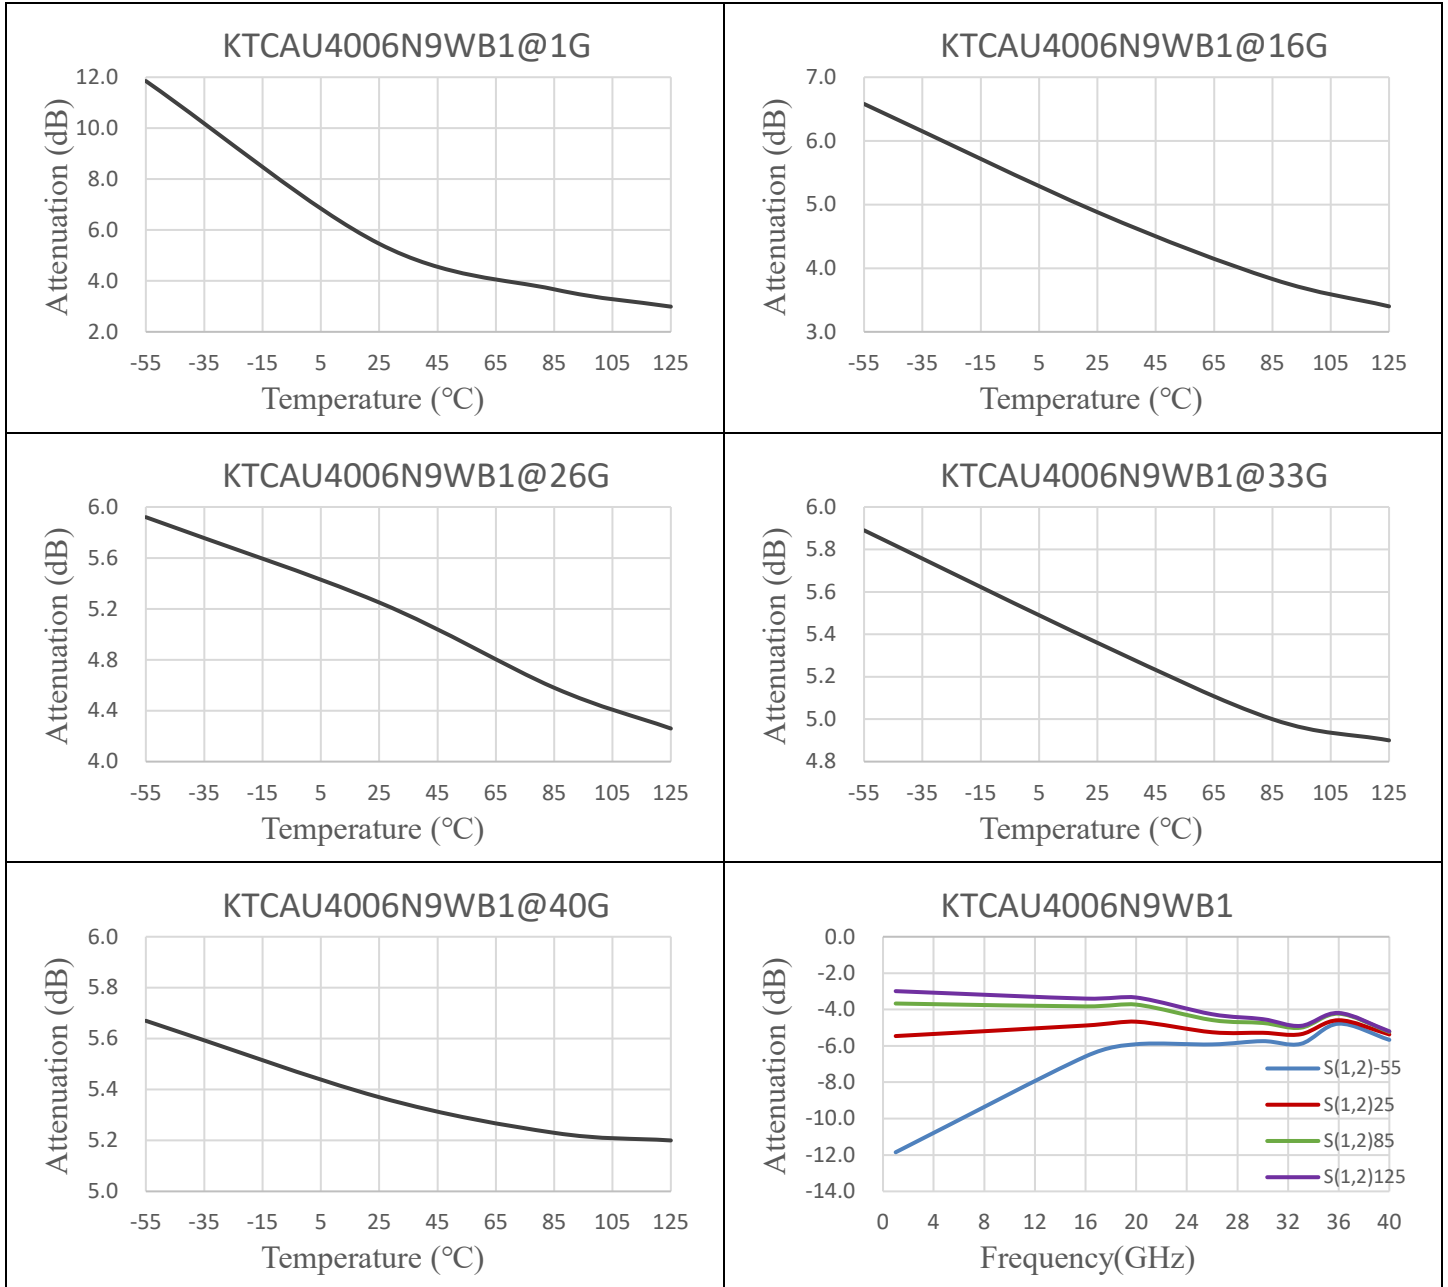 KTCAU4006N9WB1@1G
Attenuation (dB)
12.0
10.0
8.0
6.0
4.0
2.0
-55 -35 -15 5 25 45 65 85 105 125
Temperature (℃)
KTCAU4006N9WB1@16G
Attenuation (dB)
7.0
6.0
5.0
4.0
3.0
-55 -35 -15 5 25 45 65 85 105 125
Temperature (℃)
KTCAU4006N9WB1@26G
Attenuation (dB)
6.0
5.6
5.2
4.8
4.4
4.0
-55 -35 -15 5 25 45 65 85 105 125
Temperature (℃)
KTCAU4006N9WB1@33G
Attenuation (dB)
6.0
5.8
5.6
5.4
5.2
5.0
4.8
-55 -35 -15 5 25 45 65 85 105 125
Temperature (℃)
KTCAU4006N9WB1@40G
Attenuation (dB)
6.0
5.8
5.6
5.4
5.2
5.0
-55 -35 -15 5 25 45 65 85 105 125
Temperature (℃)
KTCAU4006N9WB1
Attenuation (dB)
0.0
-2.0
-4.0
-6.0
-8.0
-10.0
-12.0
-14.0
S(1,2)-55
S(1,2)25
S(1,2)85
S(1,2)125
0 4 8 12 16 20 24 28 32 36 40
Frequency(GHz)